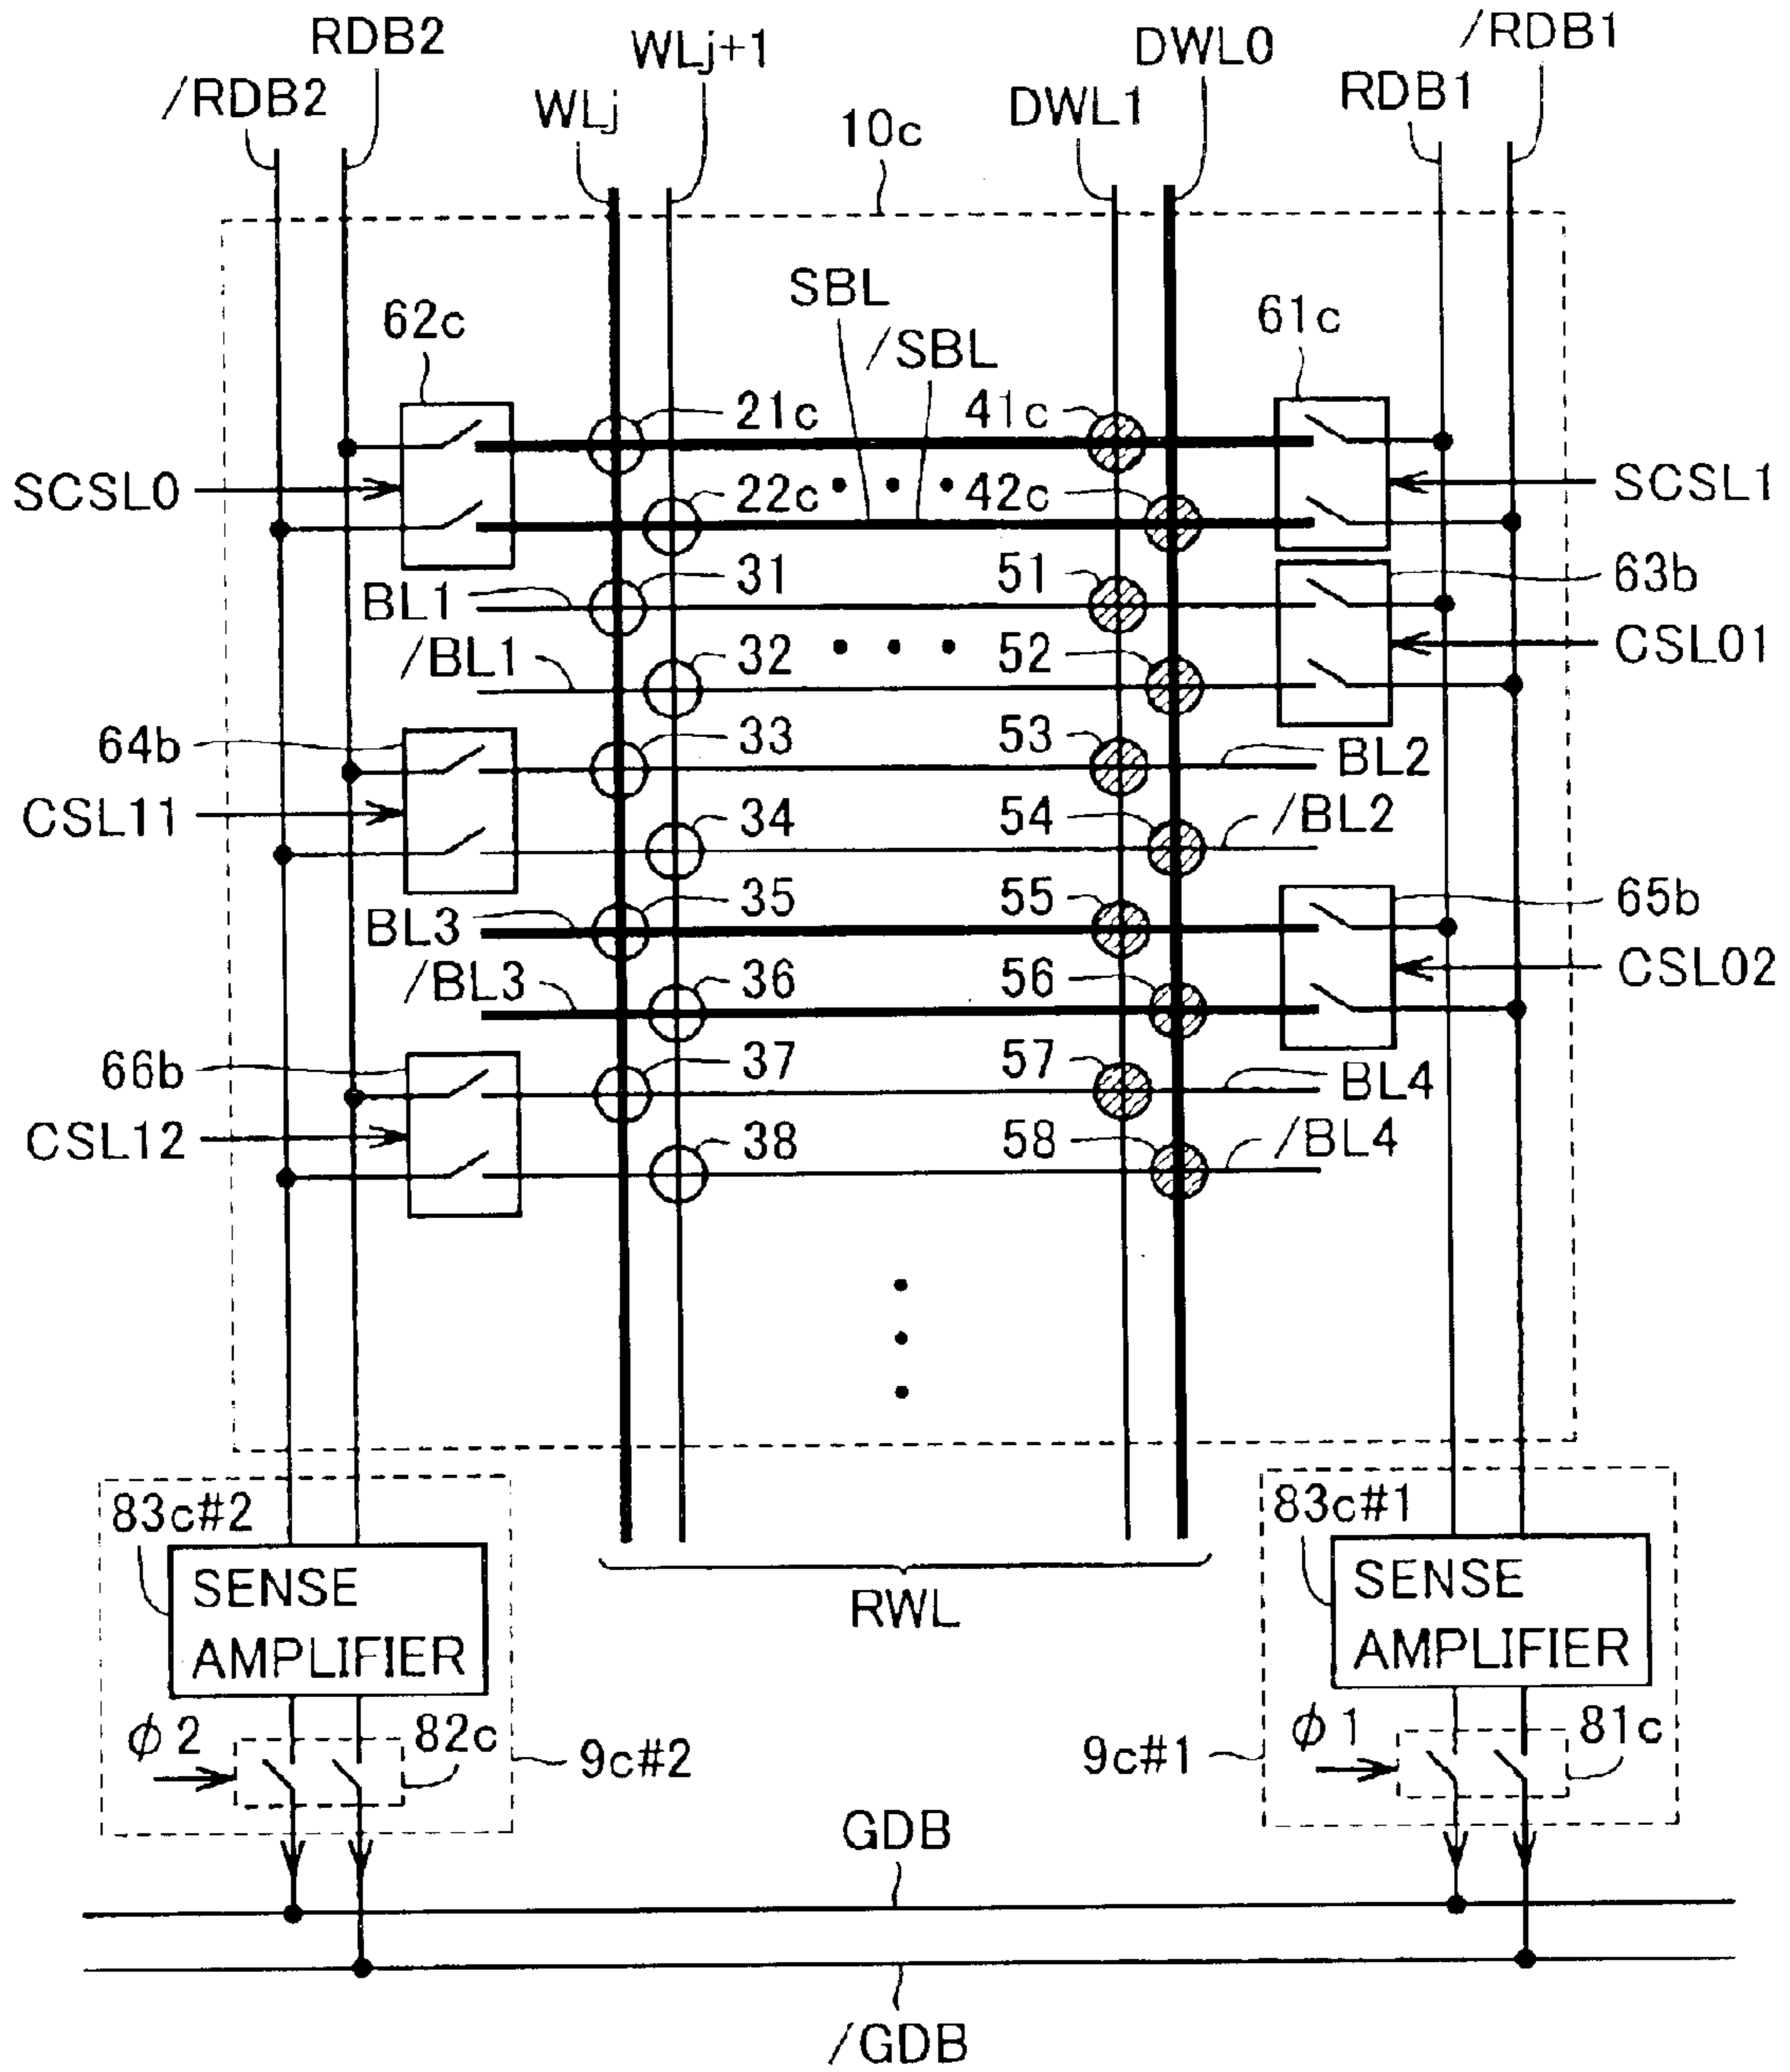 /RDB2 RDB2 WLj WLj+1 10c DWL1 DWL0 RDB1 /RDB1
SBL
/SBL
62c 61c
21c 41c
SCSL0 22c 42c SCSL1
BL1 31 51 63b
/BL1 32 52 CSL01
64b 33 53 BL2
CSL11 34 54 /BL2
BL3 35 55 65b
/BL3 36 56 CSL02
66b 37 57 BL4
CSL12 38 58 /BL4
83c#2 83c#1
SENSE AMPLIFIER RWL SENSE AMPLIFIER
φ2 82c 9c#2 9c#1 φ1 81c
GDB
/GDB